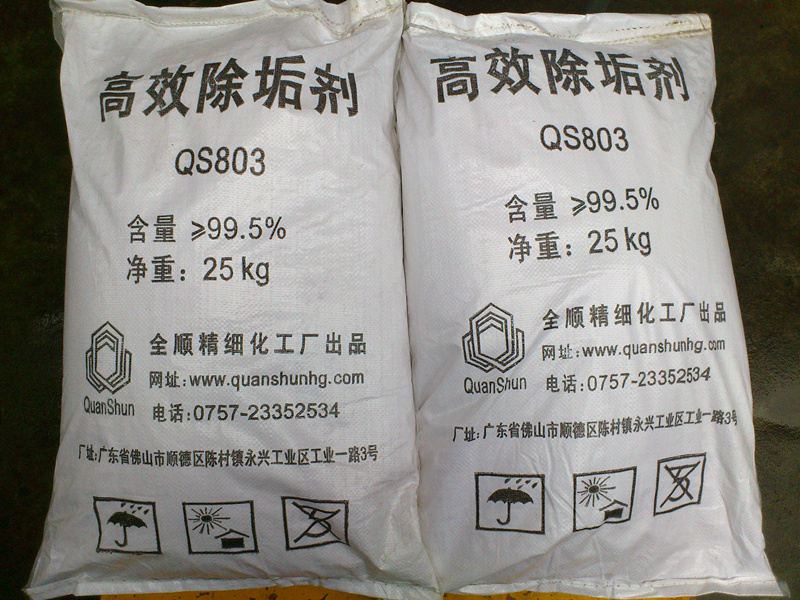 高效除垢剂
QS803
含量 ≥99.5%
净重：25kg
全顺精细化工厂出品
网址:www.quanshunhg.com
QuanShun
电话:0757-23352534
厂址:广东省佛山市顺德区陈村镇永兴工业区工业一路3号
高效除垢剂
QS803
含量 ≥99.5%
净重：25kg
全顺精细化工厂出品
网址:www.quanshunhg.com
QuanShun
电话:0757-23352534
厂址:广东省佛山市顺德区陈村镇永兴工业区工业一路3号